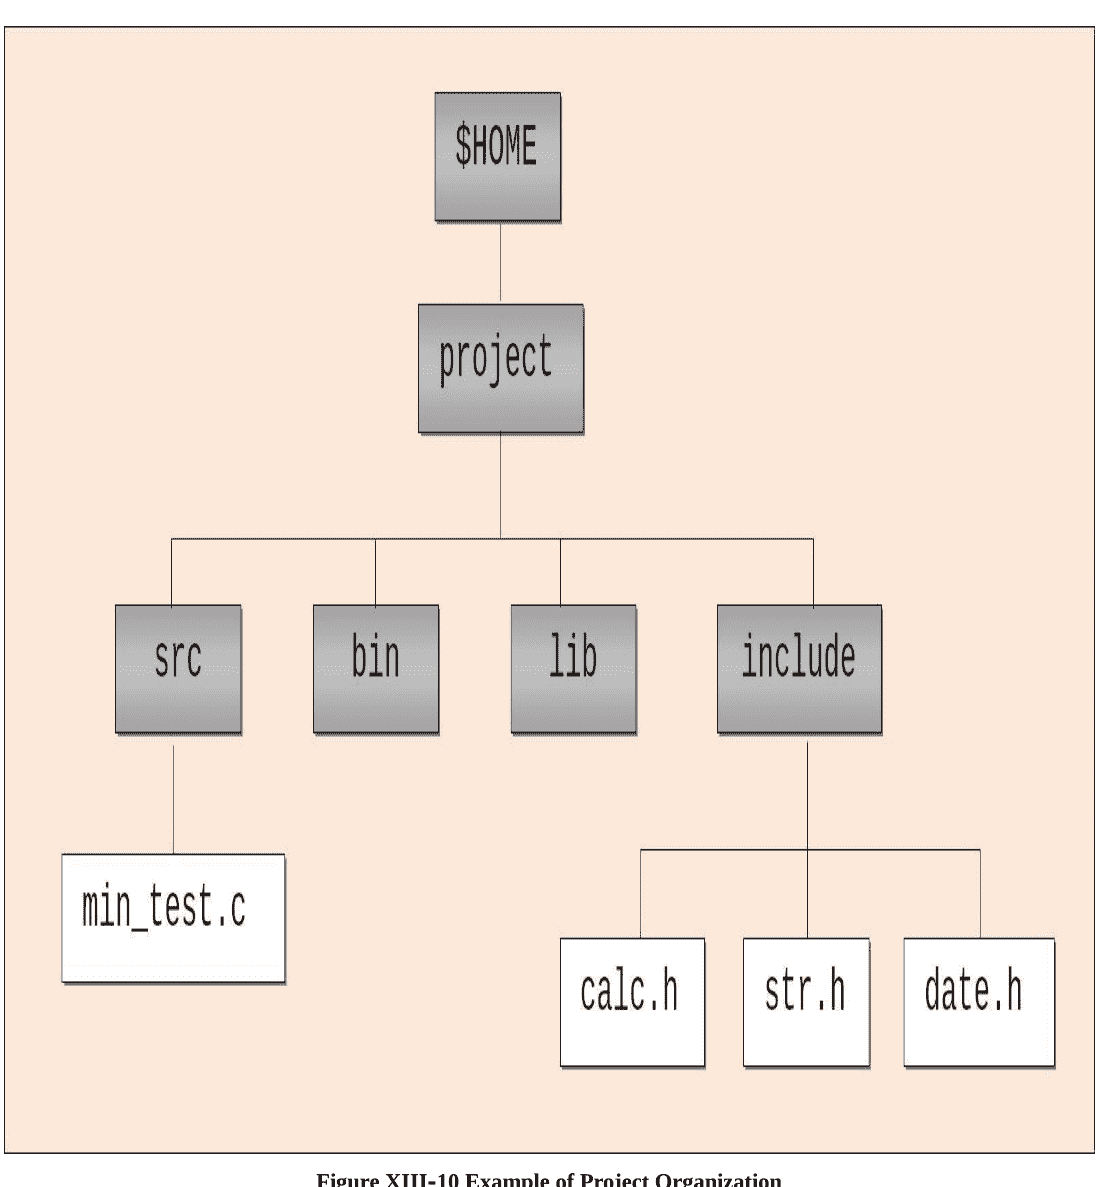 $HOME
project
src bin lib include
min_test.c
calc.h str.h date.h
Figure XIII-10 Example of Project Organization